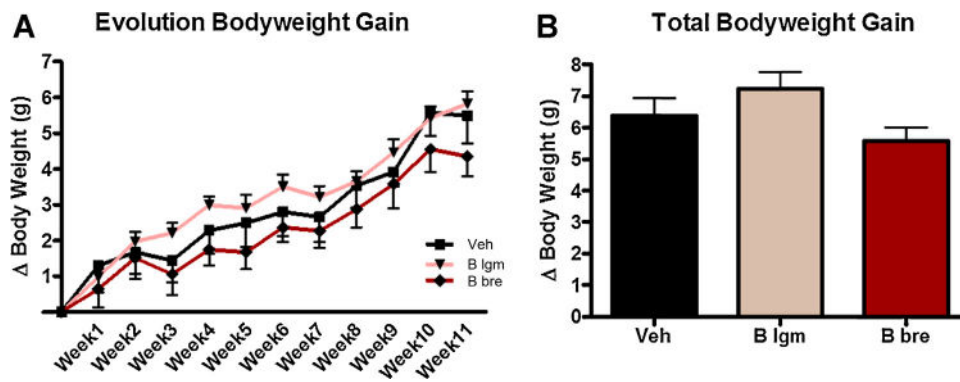 A
Evolution Bodyweight Gain
Δ Body Weight (g)
7
6
5
4
3
2
1
Veh
B lgm
B bre
Week1
Week2
Week3
Week4
Week5
Week6
Week7
Week8
Week9
Week10
Week11
B
Total Bodyweight Gain
Δ Body Weight (g)
8
7
6
5
4
3
2
1
0
Veh
B lgm
B bre